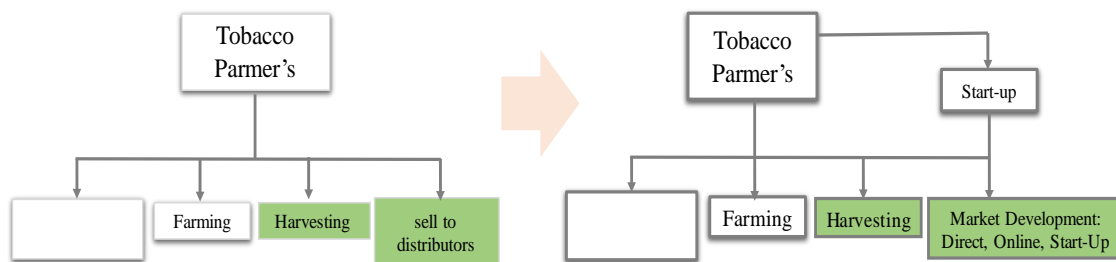 Tobacco
Parmer's
Farming
Harvesting
sell to
distributors
Tobacco
Parmer's
Start-up
Farming
Harvesting
Market Development:
Direct, Online, Start-Up